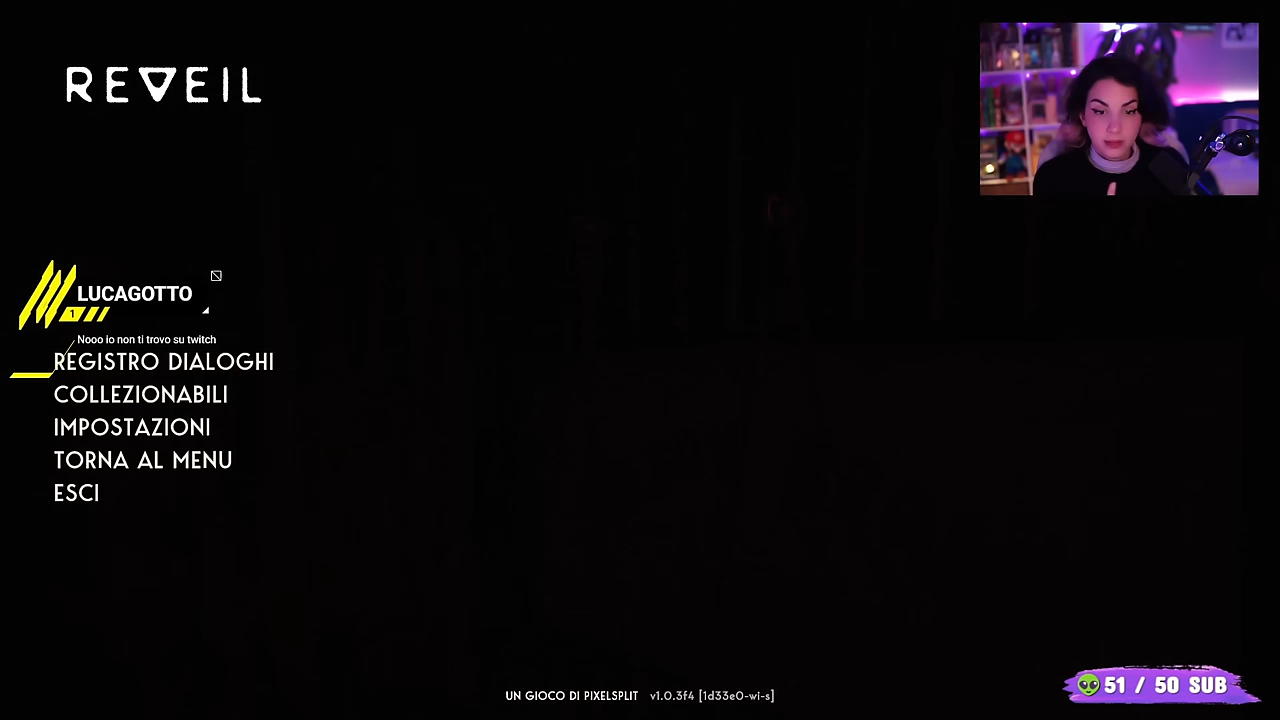 REVEIL
LUCAGOTTO
1
Nooo io non ti trovo su twitch
REGISTRO DIALOGHI
COLLEZIONABILI
IMPOSTAZIONI
TORNA AL MENU
ESCI
UN GIOCO DI PIXELSPLIT v1.0.3f4 [1d33e0-wi-s]
51 / 50 SUB